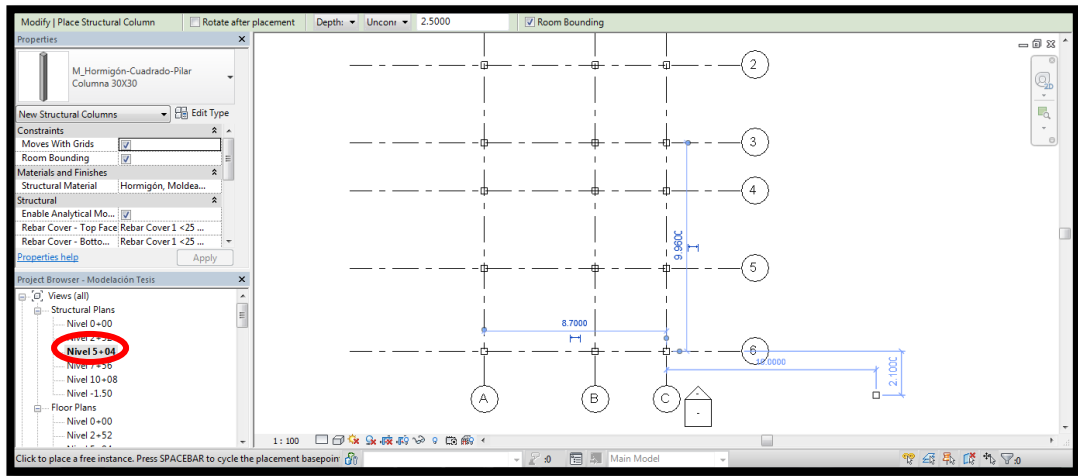 Modify | Place Structural Column Rotate after placement Depth: Uncon 2.5000 Room Bounding
Properties
M_Hormigón-Cuadrado-Pilar
Columna 30X30
New Structural Columns Edit Type
Constraints
Moves With Grids
Room Bounding
Materials and Finishes
Structural Material Hormigón, Moldea...
Structural
Enable Analytical Mo...
Rebar Cover - Top Face Rebar Cover 1 <25 ...
Rebar Cover - Botto... Rebar Cover 1 <25 ...
Properties help Apply
Project Browser - Modelación Tesis
Views (all)
Structural Plans
Nivel 0+00
Nivel 2+52
Nivel 5+04
Nivel 7+56
Nivel 10+08
Nivel -1.50
Floor Plans
Nivel 0+00
Nivel 2+52
2D
2
3
4
9.9600
5
8.7000
6
10.0000
2.1000
A B C
1 : 100
Click to place a free instance. Press SPACEBAR to cycle the placement basepoin :0 Main Model :0